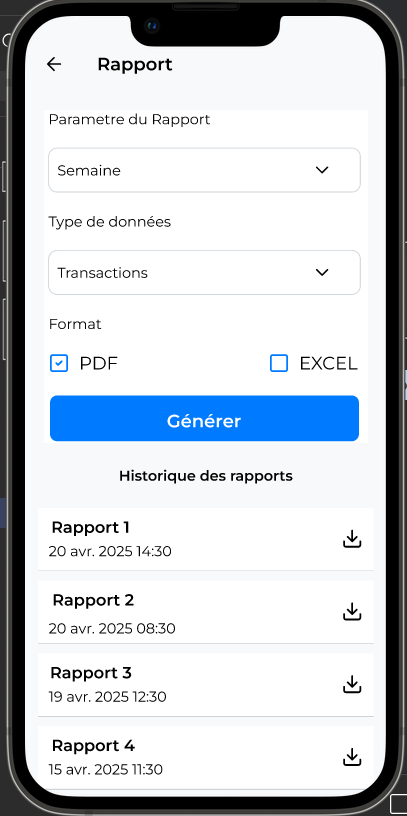 Rapport
Parametre du Rapport
Semaine
Type de données
Transactions
Format
PDF EXCEL
Générer
Historique des rapports
Rapport 1
20 avr. 2025 14:30
Rapport 2
20 avr. 2025 08:30
Rapport 3
19 avr. 2025 12:30
Rapport 4
15 avr. 2025 11:30